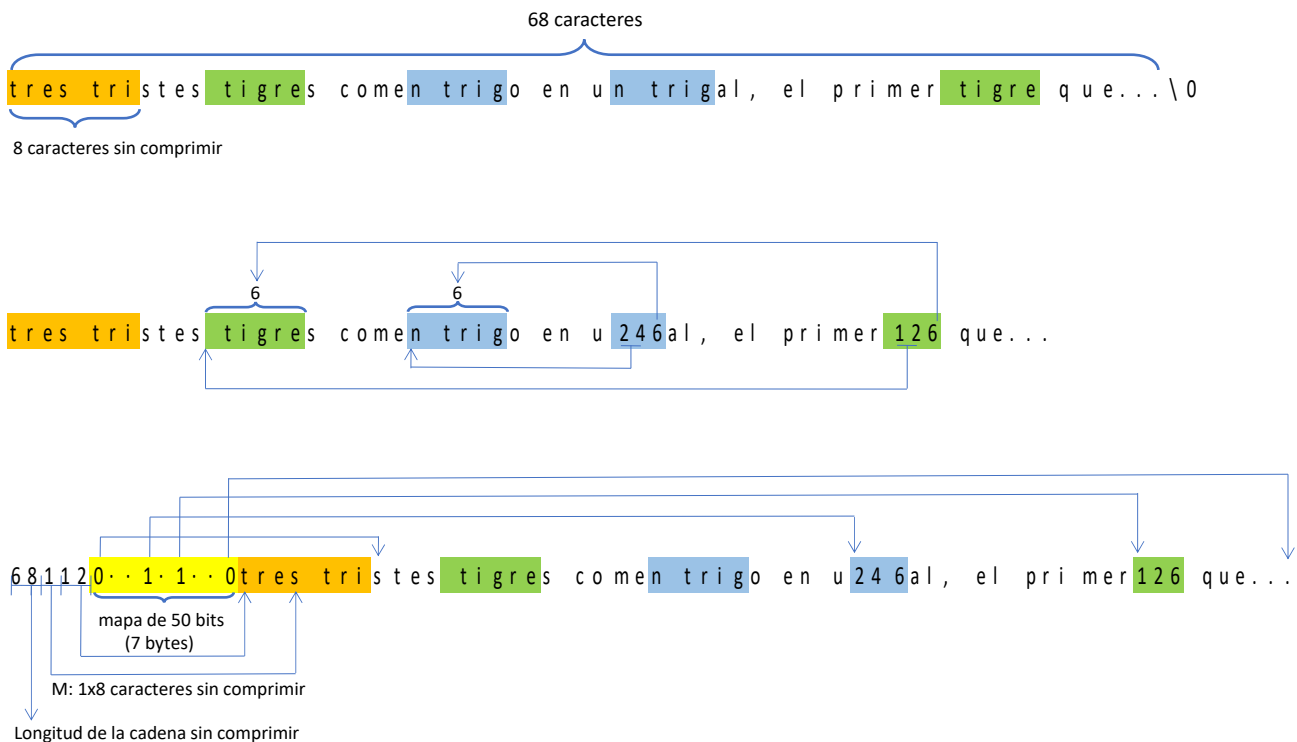 68 caracteres
tres tristes tigres comen trigo en un trigal, el primer tigre que...\0
8 caracteres sin comprimir
6 6
tres tristes tigres comen trigo en u246al, el primer126 que...
681120··1·1··0tres tristes tigres comen trigo en u246al, el primer126 que...
mapa de 50 bits
(7 bytes)
M: 1x8 caracteres sin comprimir
Longitud de la cadena sin comprimir